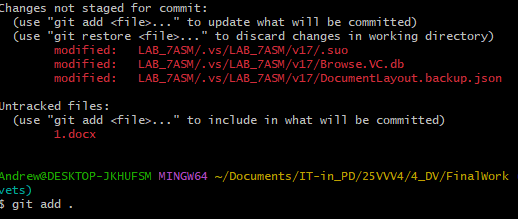 Changes not staged for commit:
  (use "git add <file>..." to update what will be committed)
  (use "git restore <file>..." to discard changes in working directory)
        modified:   LAB_7ASM/.vs/LAB_7ASM/v17/.suo
        modified:   LAB_7ASM/.vs/LAB_7ASM/v17/Browse.VC.db
        modified:   LAB_7ASM/.vs/LAB_7ASM/v17/DocumentLayout.backup.json
Untracked files:
  (use "git add <file>..." to include in what will be committed)
        1.docx
Andrew@DESKTOP-JKHUFSM MINGW64 ~/Documents/IT-in_PD/25VVV4/4_DV/FinalWork
vets)
$ git add .